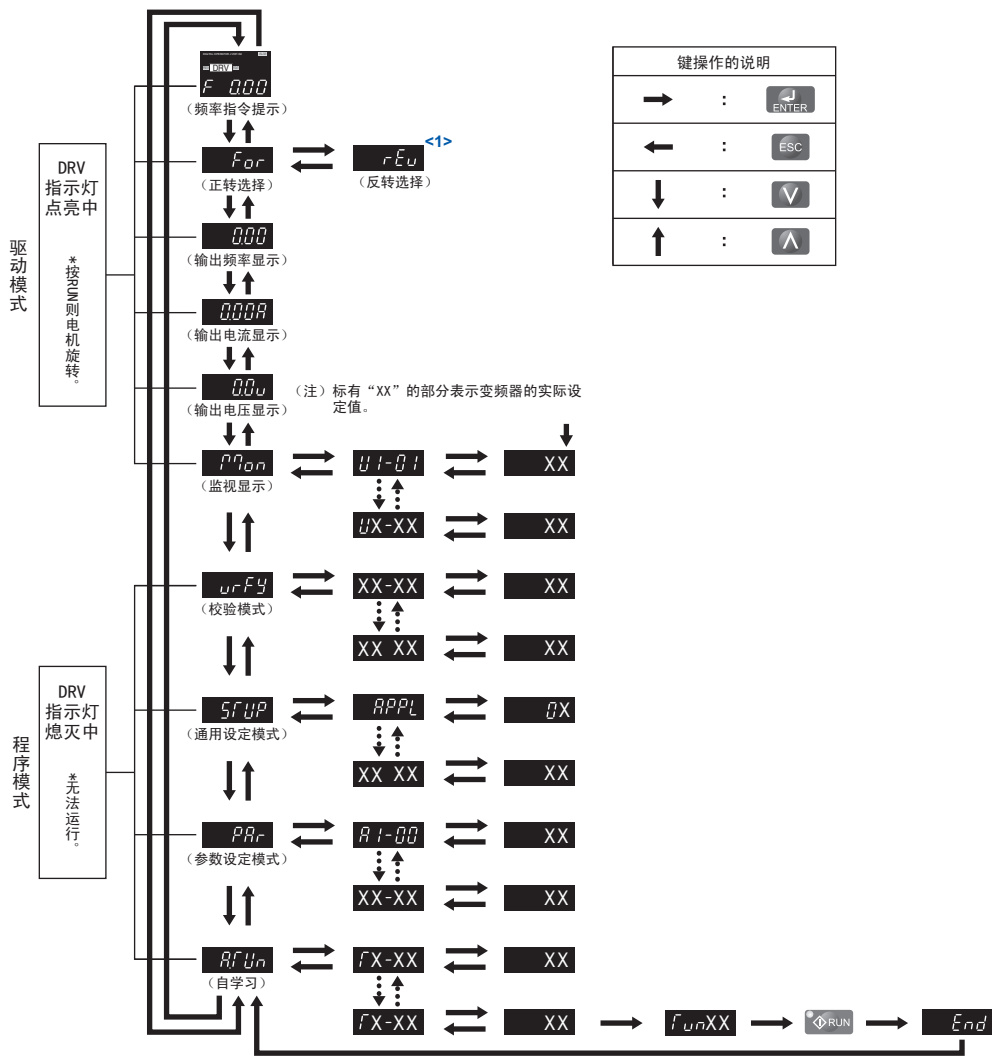 键操作的说明
: ENTER
: ESC
: ∨
: ∧
驱动模式
DRV
指示灯
点亮中
*按RUN则电机旋转。
DRV
F 0.00
(频率指令提示)
For
rEv
<1>
(正转选择)
(反转选择)
0.00
(输出频率显示)
0.00A
(输出电流显示)
0.0v
(输出电压显示)
(注) 标有“XX”的部分表示变频器的实际设
定值。
Mon
U1-01
XX
(监视显示)
UX-XX
XX
程序模式
DRV
指示灯
熄灭中
*无法运行。
vrFY
XX-XX
XX
(校验模式)
XX XX
XX
STUP
APPL
0X
(通用设定模式)
XX XX
XX
PAr
A1-00
XX
(参数设定模式)
XX-XX
XX
A.TUn
TX-XX
XX
(自学习)
TX-XX
XX
TunXX
RUN
End